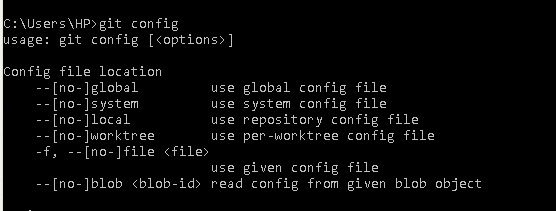 C:\Users\HP>git config
usage: git config [<options>]
Config file location
--[no-]global use global config file
--[no-]system use system config file
--[no-]local use repository config file
--[no-]worktree use per-worktree config file
-f, --[no-]file <file>
use given config file
--[no-]blob <blob-id> read config from given blob object